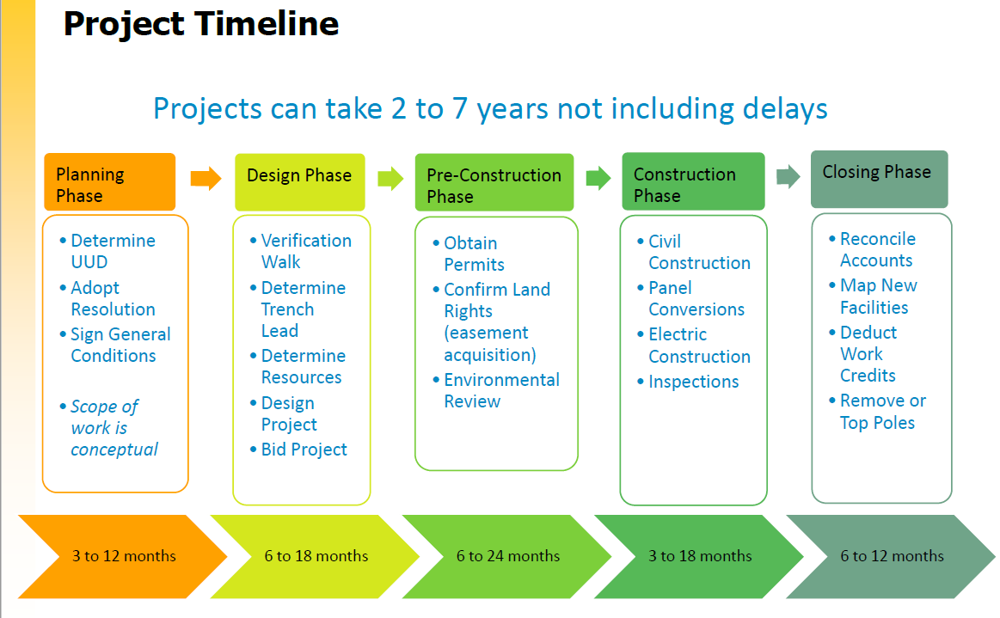 Project Timeline
Projects can take 2 to 7 years not including delays
Planning
Phase
• Determine
UUD
• Adopt
Resolution
• Sign General
Conditions
• Scope of
work is
conceptual
Design Phase
• Verification
Walk
• Determine
Trench
Lead
• Determine
Resources
• Design
Project
• Bid Project
Pre-Construction
Phase
• Obtain
Permits
• Confirm Land
Rights
(easement
acquisition)
• Environmental
Review
Construction
Phase
• Civil
Construction
• Panel
Conversions
• Electric
Construction
• Inspections
Closing Phase
• Reconcile
Accounts
• Map New
Facilities
• Deduct
Work
Credits
• Remove or
Top Poles
3 to 12 months
6 to 18 months
6 to 24 months
3 to 18 months
6 to 12 months